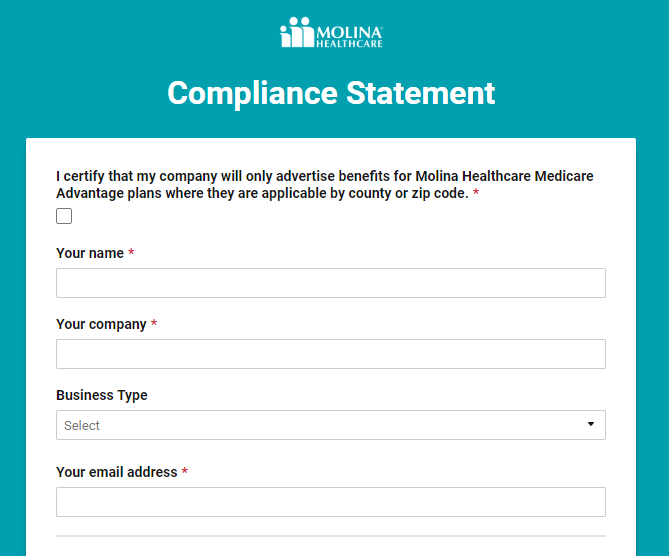 MOLINA
HEALTHCARE
Compliance Statement
I certify that my company will only advertise benefits for Molina Healthcare Medicare
Advantage plans where they are applicable by county or zip code. *
Your name *
Your company *
Business Type
Select
Your email address *